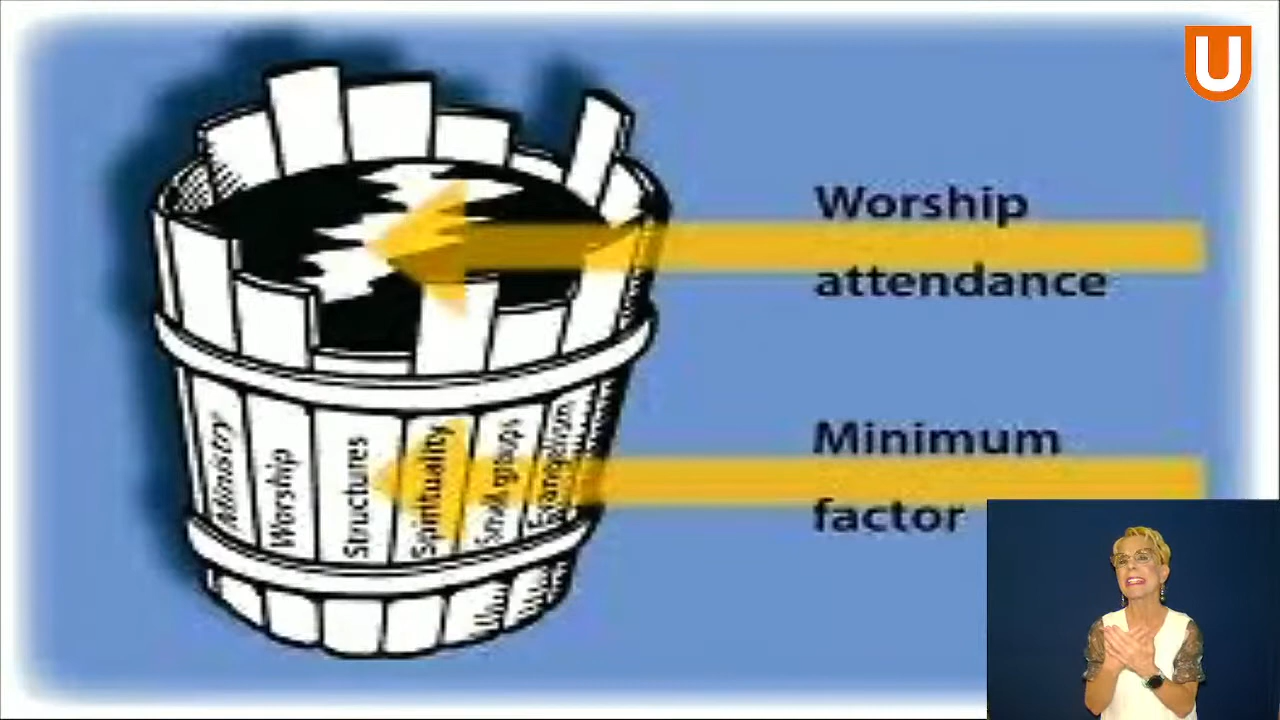 U
Worship
attendance
Minimum
factor
Ministry
Worship
Structures
Spirituality
Small groups
Evangelism